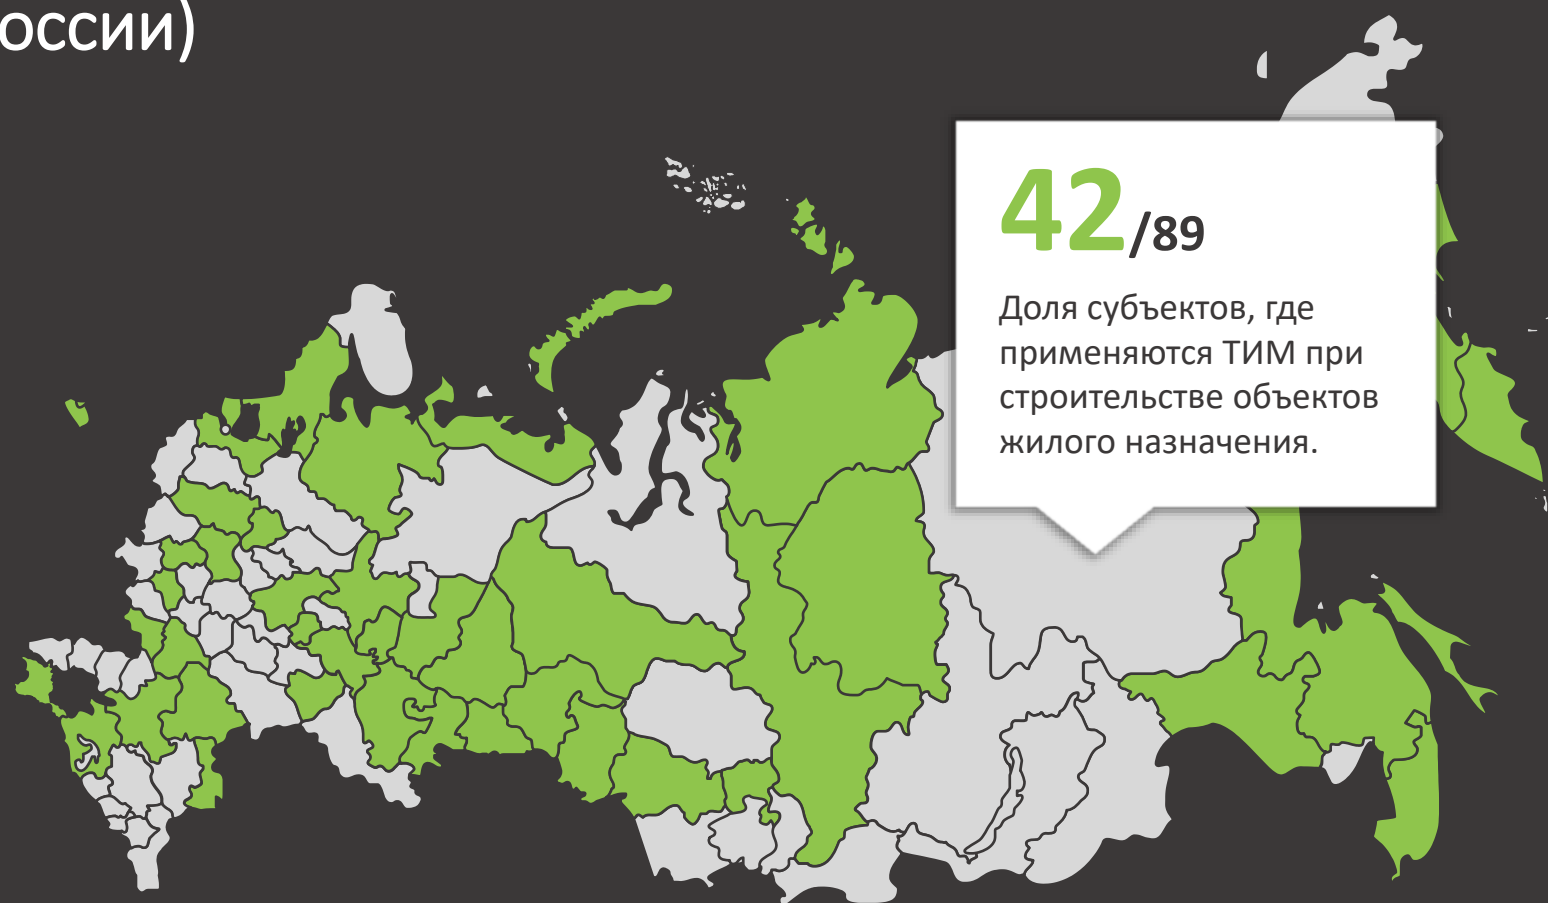 оссии)
42/89
Доля субъектов, где
применяются ТИМ при
строительстве объектов
жилого назначения.